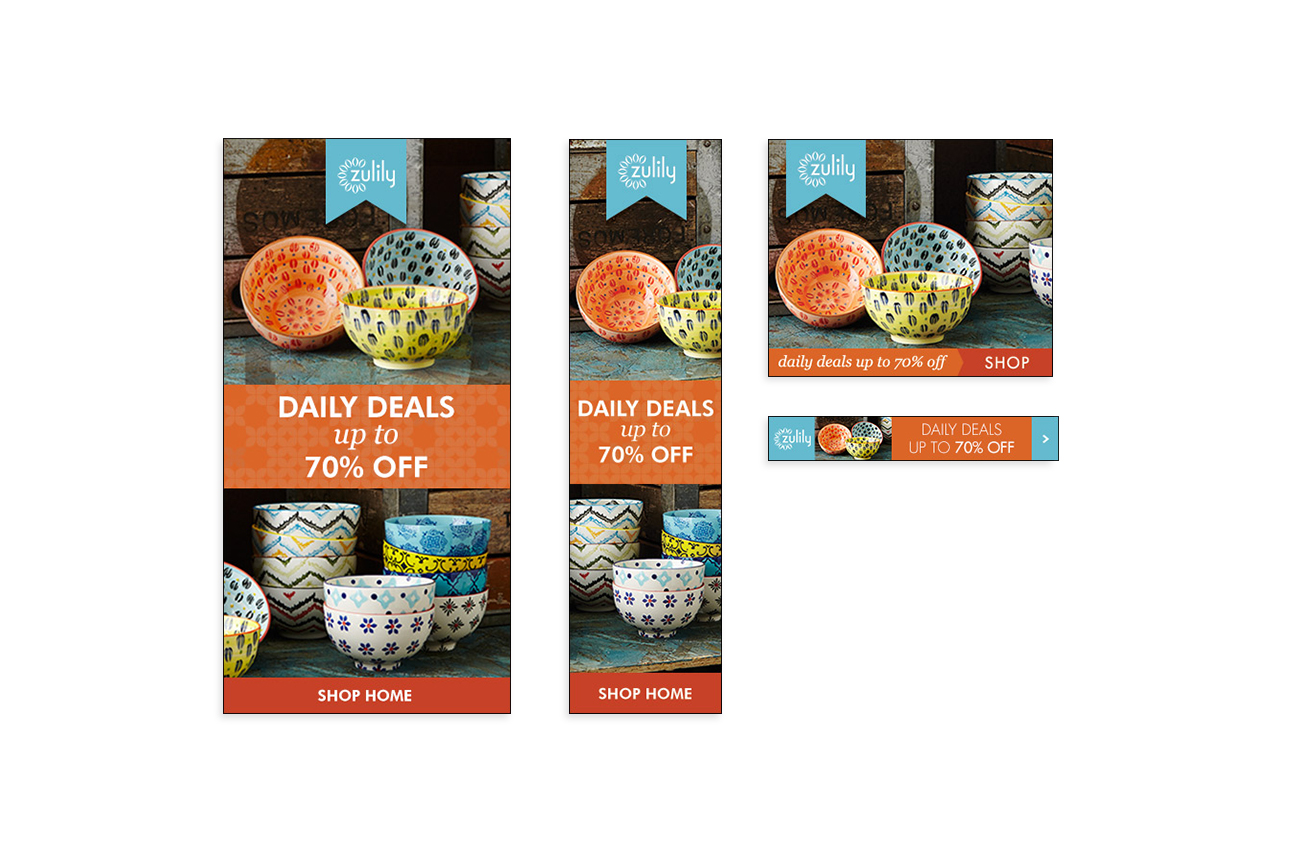 zulily
DAILY DEALS
up to
70% OFF
SHOP HOME
zulily
DAILY DEALS
up to
70% OFF
SHOP HOME
zulily
daily deals up to 70% off
SHOP
zulily
DAILY DEALS
UP TO 70% OFF